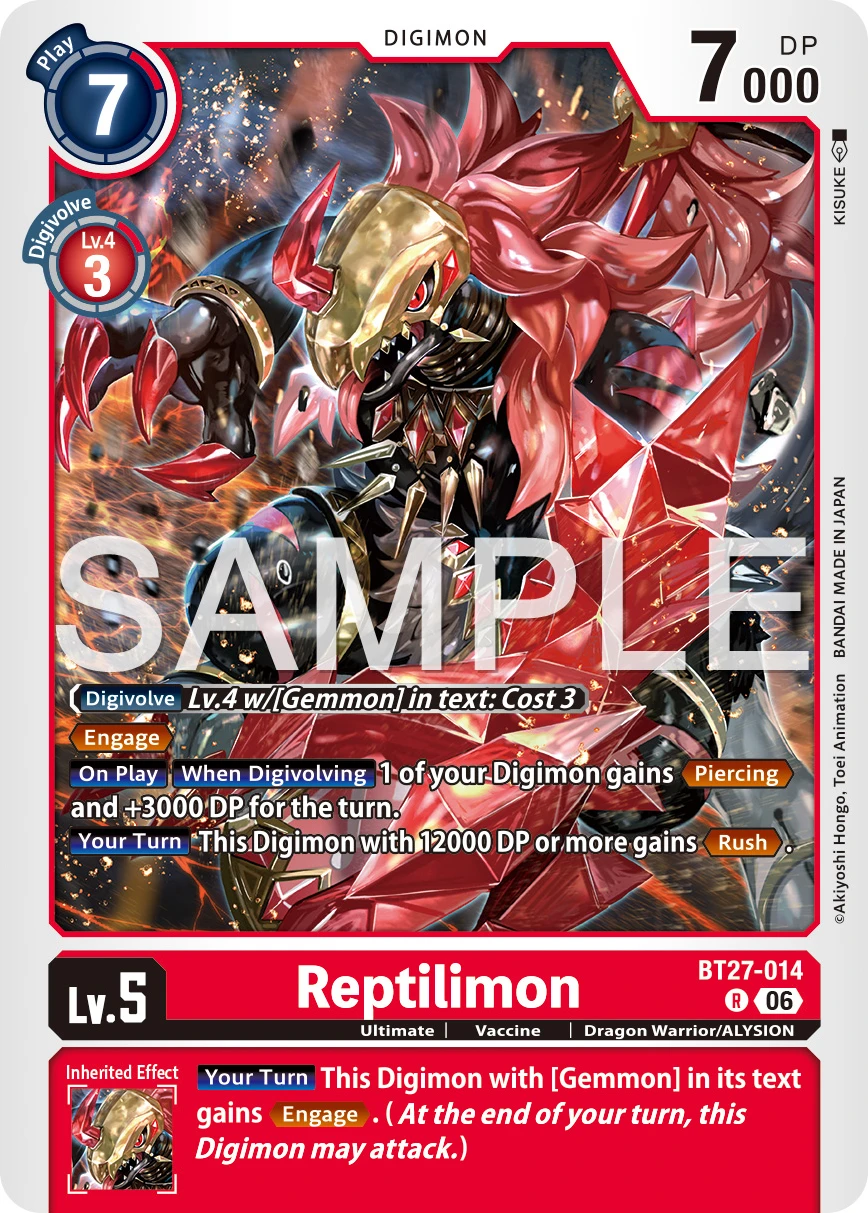 DIGIMON
Play
7
7000
DP
Digivolve
Lv.4
3
KISUKE
BANDAI MADE IN JAPAN
©Akiyoshi Hongo, Toei Animation
SAMPLE
Digivolve Lv.4 w/[Gemmon] in text: Cost 3
Engage
On Play When Digivolving 1 of your Digimon gains Piercing
and +3000 DP for the turn.
Your Turn This Digimon with 12000 DP or more gains Rush.
BT27-014
Lv.5
Reptilimon
R 06
Ultimate | Vaccine | Dragon Warrior/ALYSION
Inherited Effect
Your Turn This Digimon with [Gemmon] in its text
gains Engage. (At the end of your turn, this
Digimon may attack.)